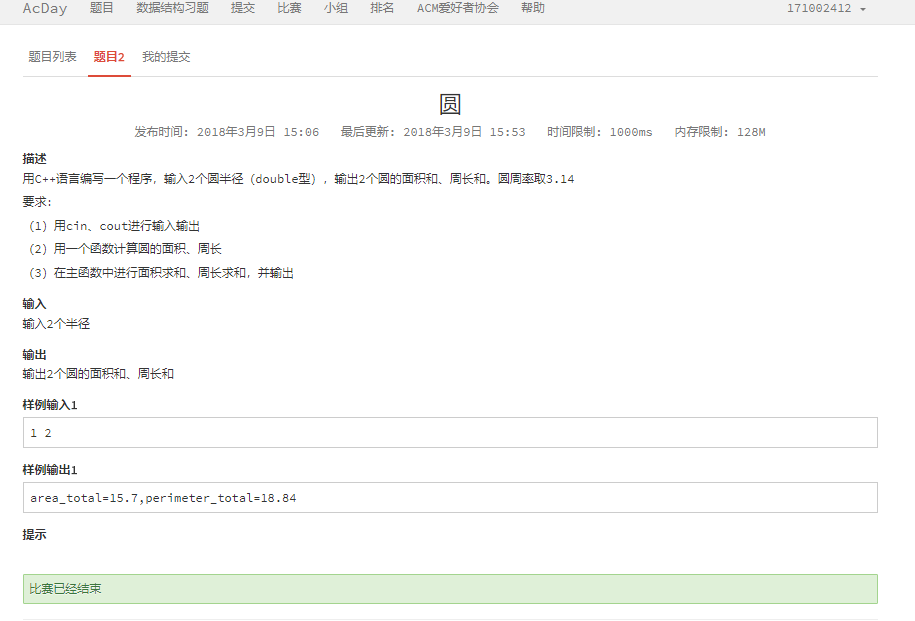 AcDay 题目 数据结构习题 提交 比赛 小组 排名 ACM爱好者协会 帮助 171002412
题目列表 题目2 我的提交
圆
发布时间: 2018年3月9日 15:06 最后更新: 2018年3月9日 15:53 时间限制: 1000ms 内存限制: 128M
描述
用C++语言编写一个程序，输入2个圆半径（double型），输出2个圆的面积和、周长和。圆周率取3.14
要求：
（1）用cin、cout进行输入输出
（2）用一个函数计算圆的面积、周长
（3）在主函数中进行面积求和、周长求和，并输出
输入
输入2个半径
输出
输出2个圆的面积和、周长和
样例输入1
1 2
样例输出1
area_total=15.7,perimeter_total=18.84
提示
比赛已经结束